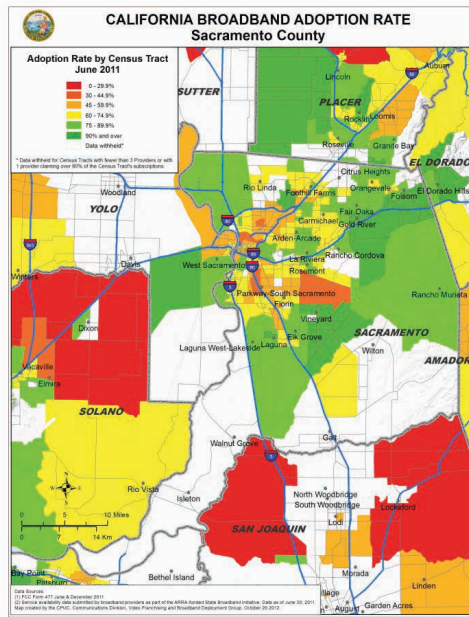 CALIFORNIA BROADBAND ADOPTION RATE
Sacramento County
Adoption Rate by Census Tract
June 2011
0 - 29.9%
30 - 44.9%
45 - 59.9%
60 - 74.9%
75 - 89.9%
90% and over
Data withheld*
* Data withheld for Census Tracts with fewer than 3 Providers or with
1 provider claiming over 80% of the Census Tract's subscriptions
SUTTER
PLACER
EL DORADO
YOLO
SACRAMENTO
AMADOR
SOLANO
SAN JOAQUIN
Auburn
Lincoln
Loomis
Rocklin
Roseville
Granite Bay
Citrus Heights
Orangevale
Folsom
El Dorado Hills
Rio Linda
Foothill Farms
Woodland
Fair Oaks
Carmichael
Gold River
Arden-Arcade
Rancho Cordova
La Riviera
Rosemont
Davis
West Sacramento
Winters
Parkway-South Sacramento
Florin
Rancho Murieta
Dixon
Vineyard
Elk Grove
Laguna West-Lakeside
Laguna
Wilton
Vacaville
Elmira
Walnut Grove
Galt
Rio Vista
Isleton
North Woodbridge
South Woodbridge
Lodi
Lockeford
Bethel Island
Morada
Linden
Bay Point
Pittsburg
August
Garden Acres
0 5 10 Miles
0 7 14 Km
Data Sources:
(1) FCC Form 477 June & December 2011
(2) Service availability data submitted by broadband providers as part of the ARRA-funded State Broadband Initiative. Data as of June 30, 2011.
Map created by the CPUC, Communications Division, Video Franchising and Broadband Deployment Group, October 25 2012.